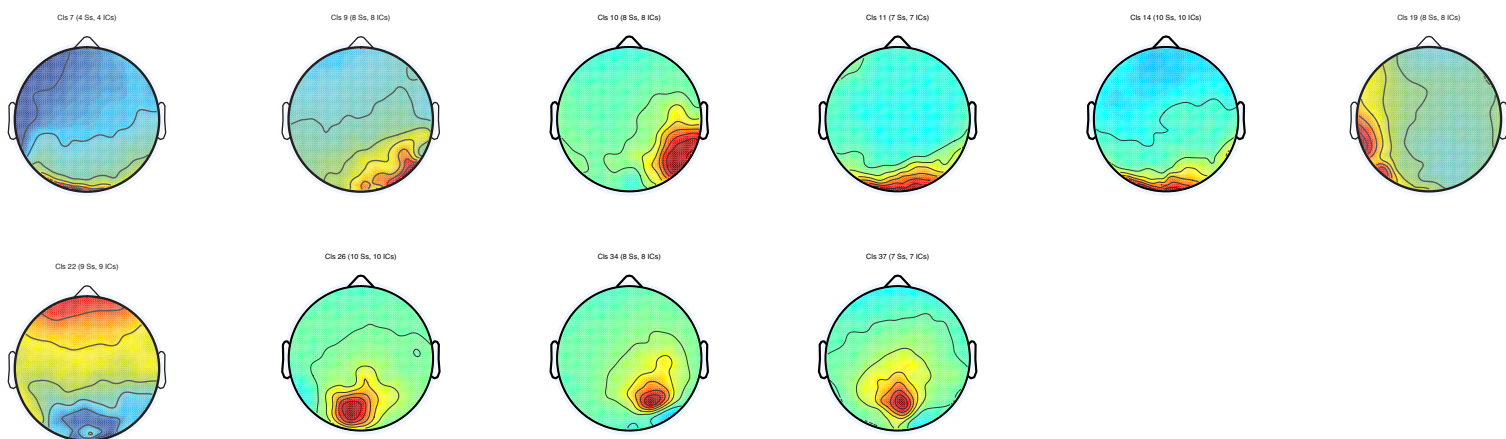 Cls 7 (4 Ss, 4 ICs)
Cls 9 (8 Ss, 8 ICs)
Cls 10 (8 Ss, 8 ICs)
Cls 11 (7 Ss, 7 ICs)
Cls 14 (10 Ss, 10 ICs)
Cls 19 (8 Ss, 8 ICs)
Cls 22 (9 Ss, 9 ICs)
Cls 26 (10 Ss, 10 ICs)
Cls 34 (8 Ss, 8 ICs)
Cls 37 (7 Ss, 7 ICs)